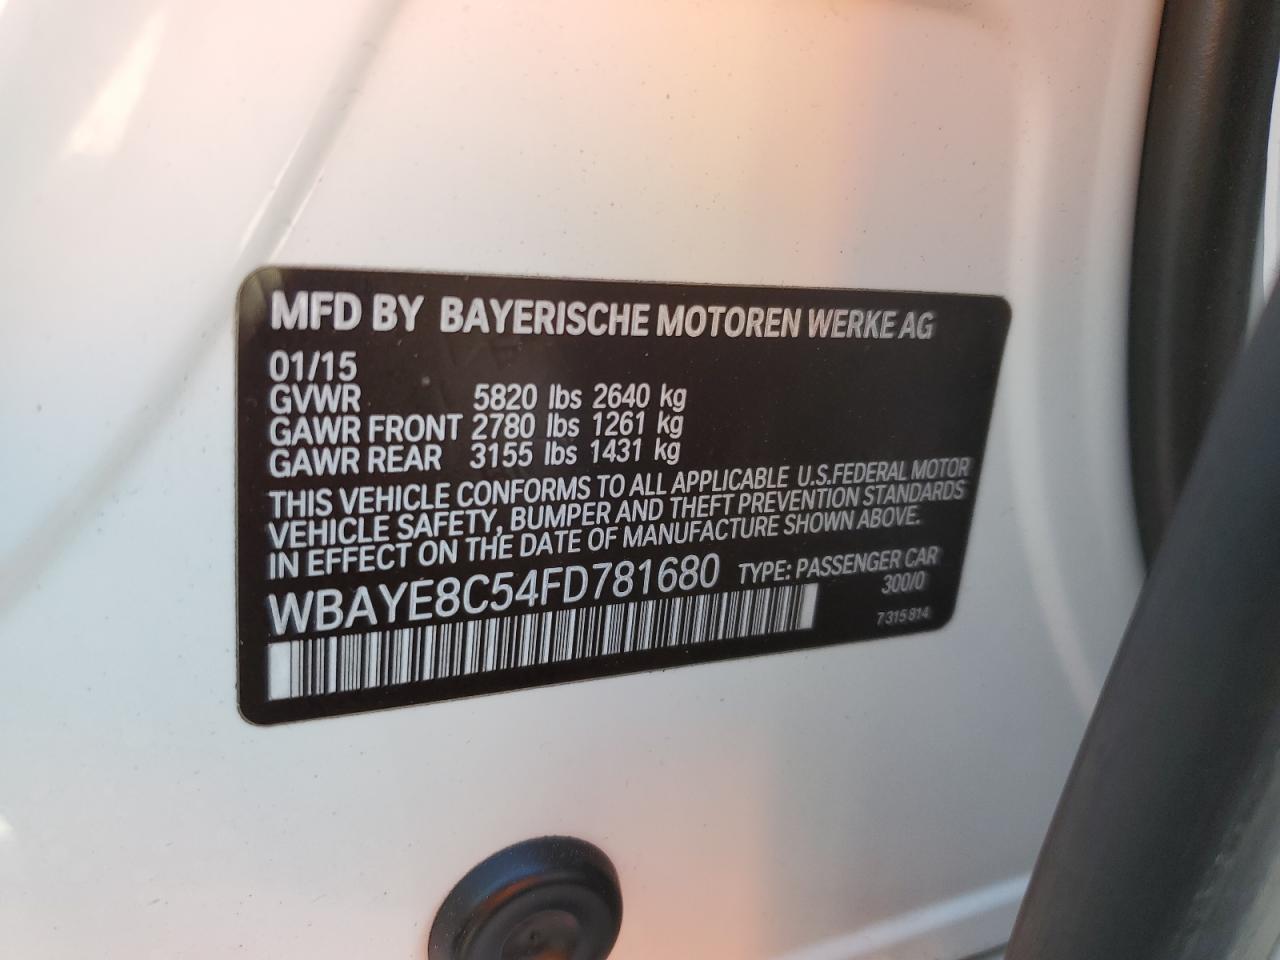 MFD BY BAYERISCHE MOTOREN WERKE AG
01/15
GVWR 5820 lbs 2640 kg
GAWR FRONT 2780 lbs 1261 kg
GAWR REAR 3155 lbs 1431 kg
THIS VEHICLE CONFORMS TO ALL APPLICABLE U.S.FEDERAL MOTOR
VEHICLE SAFETY, BUMPER AND THEFT PREVENTION STANDARDS
IN EFFECT ON THE DATE OF MANUFACTURE SHOWN ABOVE.
WBAYE8C54FD781680 TYPE: PASSENGER CAR
300/0
7315814